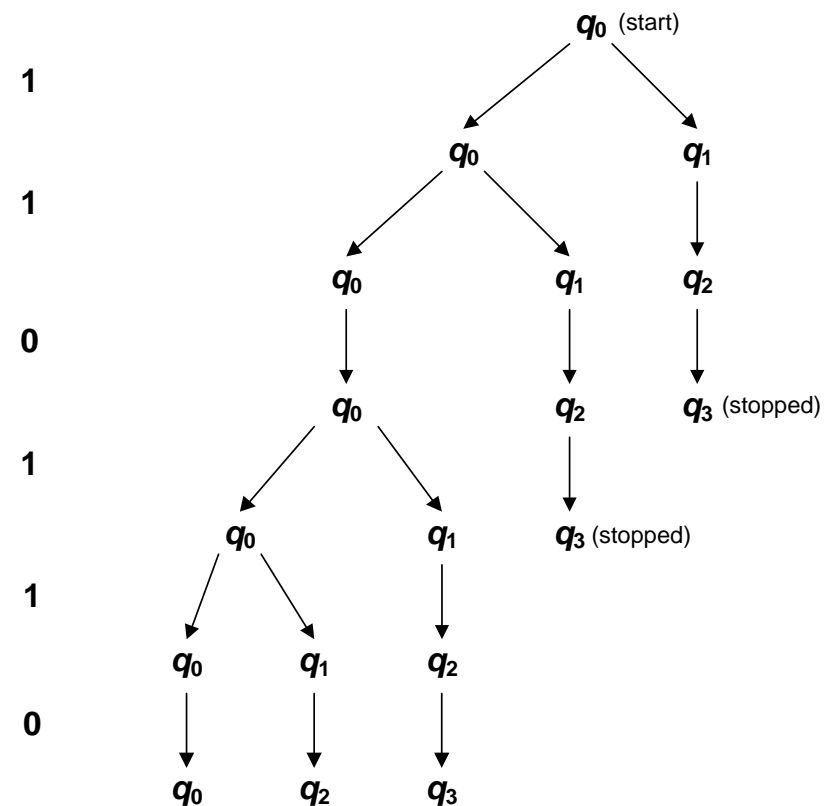 q0 (start)
1
q0 q1
1
q0 q1 q2
0
q0 q2 q3 (stopped)
1
q0 q1 q3 (stopped)
1
q0 q1 q2
0
q0 q2 q3